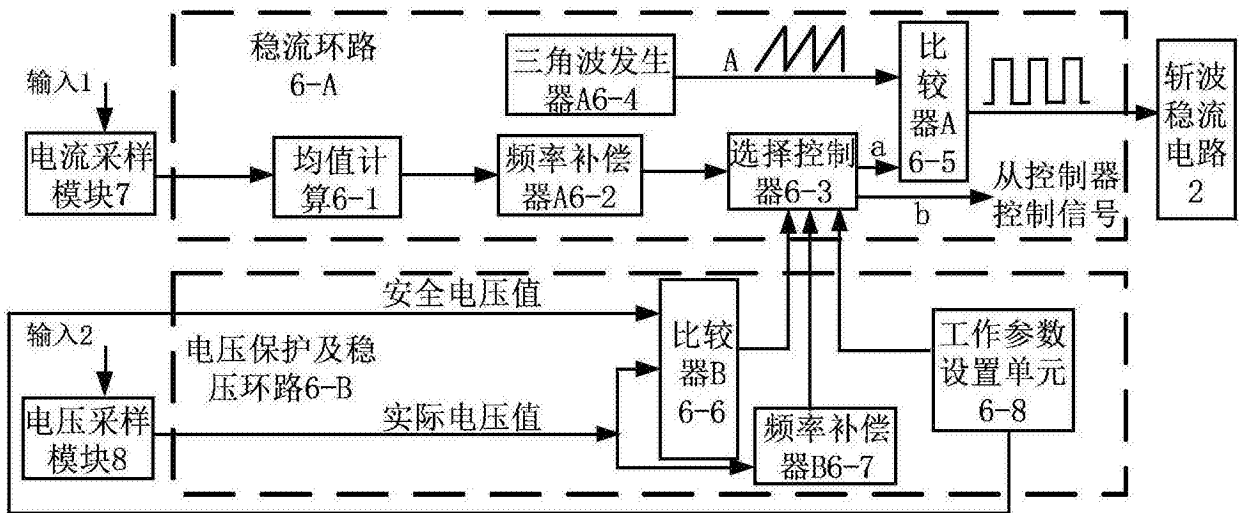 稳流环路
6-A
三角波发生
器A6-4
A
比
较
器A
6-5
斩波
稳流
电路
2
输入1
电流采样
模块7
均值计
算6-1
频率补偿
器A6-2
选择控制
器6-3
a
b
从控制器
控制信号
安全电压值
输入2
电压保护及稳
压环路6-B
电压采样
模块8
实际电压值
比较
器B
6-6
频率补偿
器B6-7
工作参数
设置单元
6-8